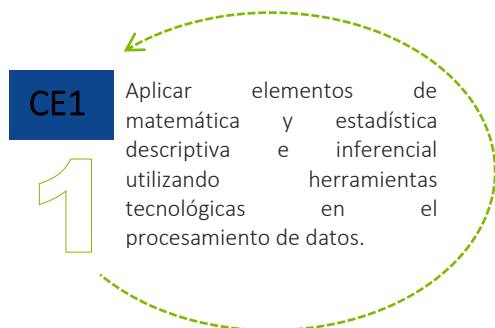 CE1
1
Aplicar elementos de
matemática y estadística
descriptiva e inferencial
utilizando herramientas
tecnológicas en el
procesamiento de datos.